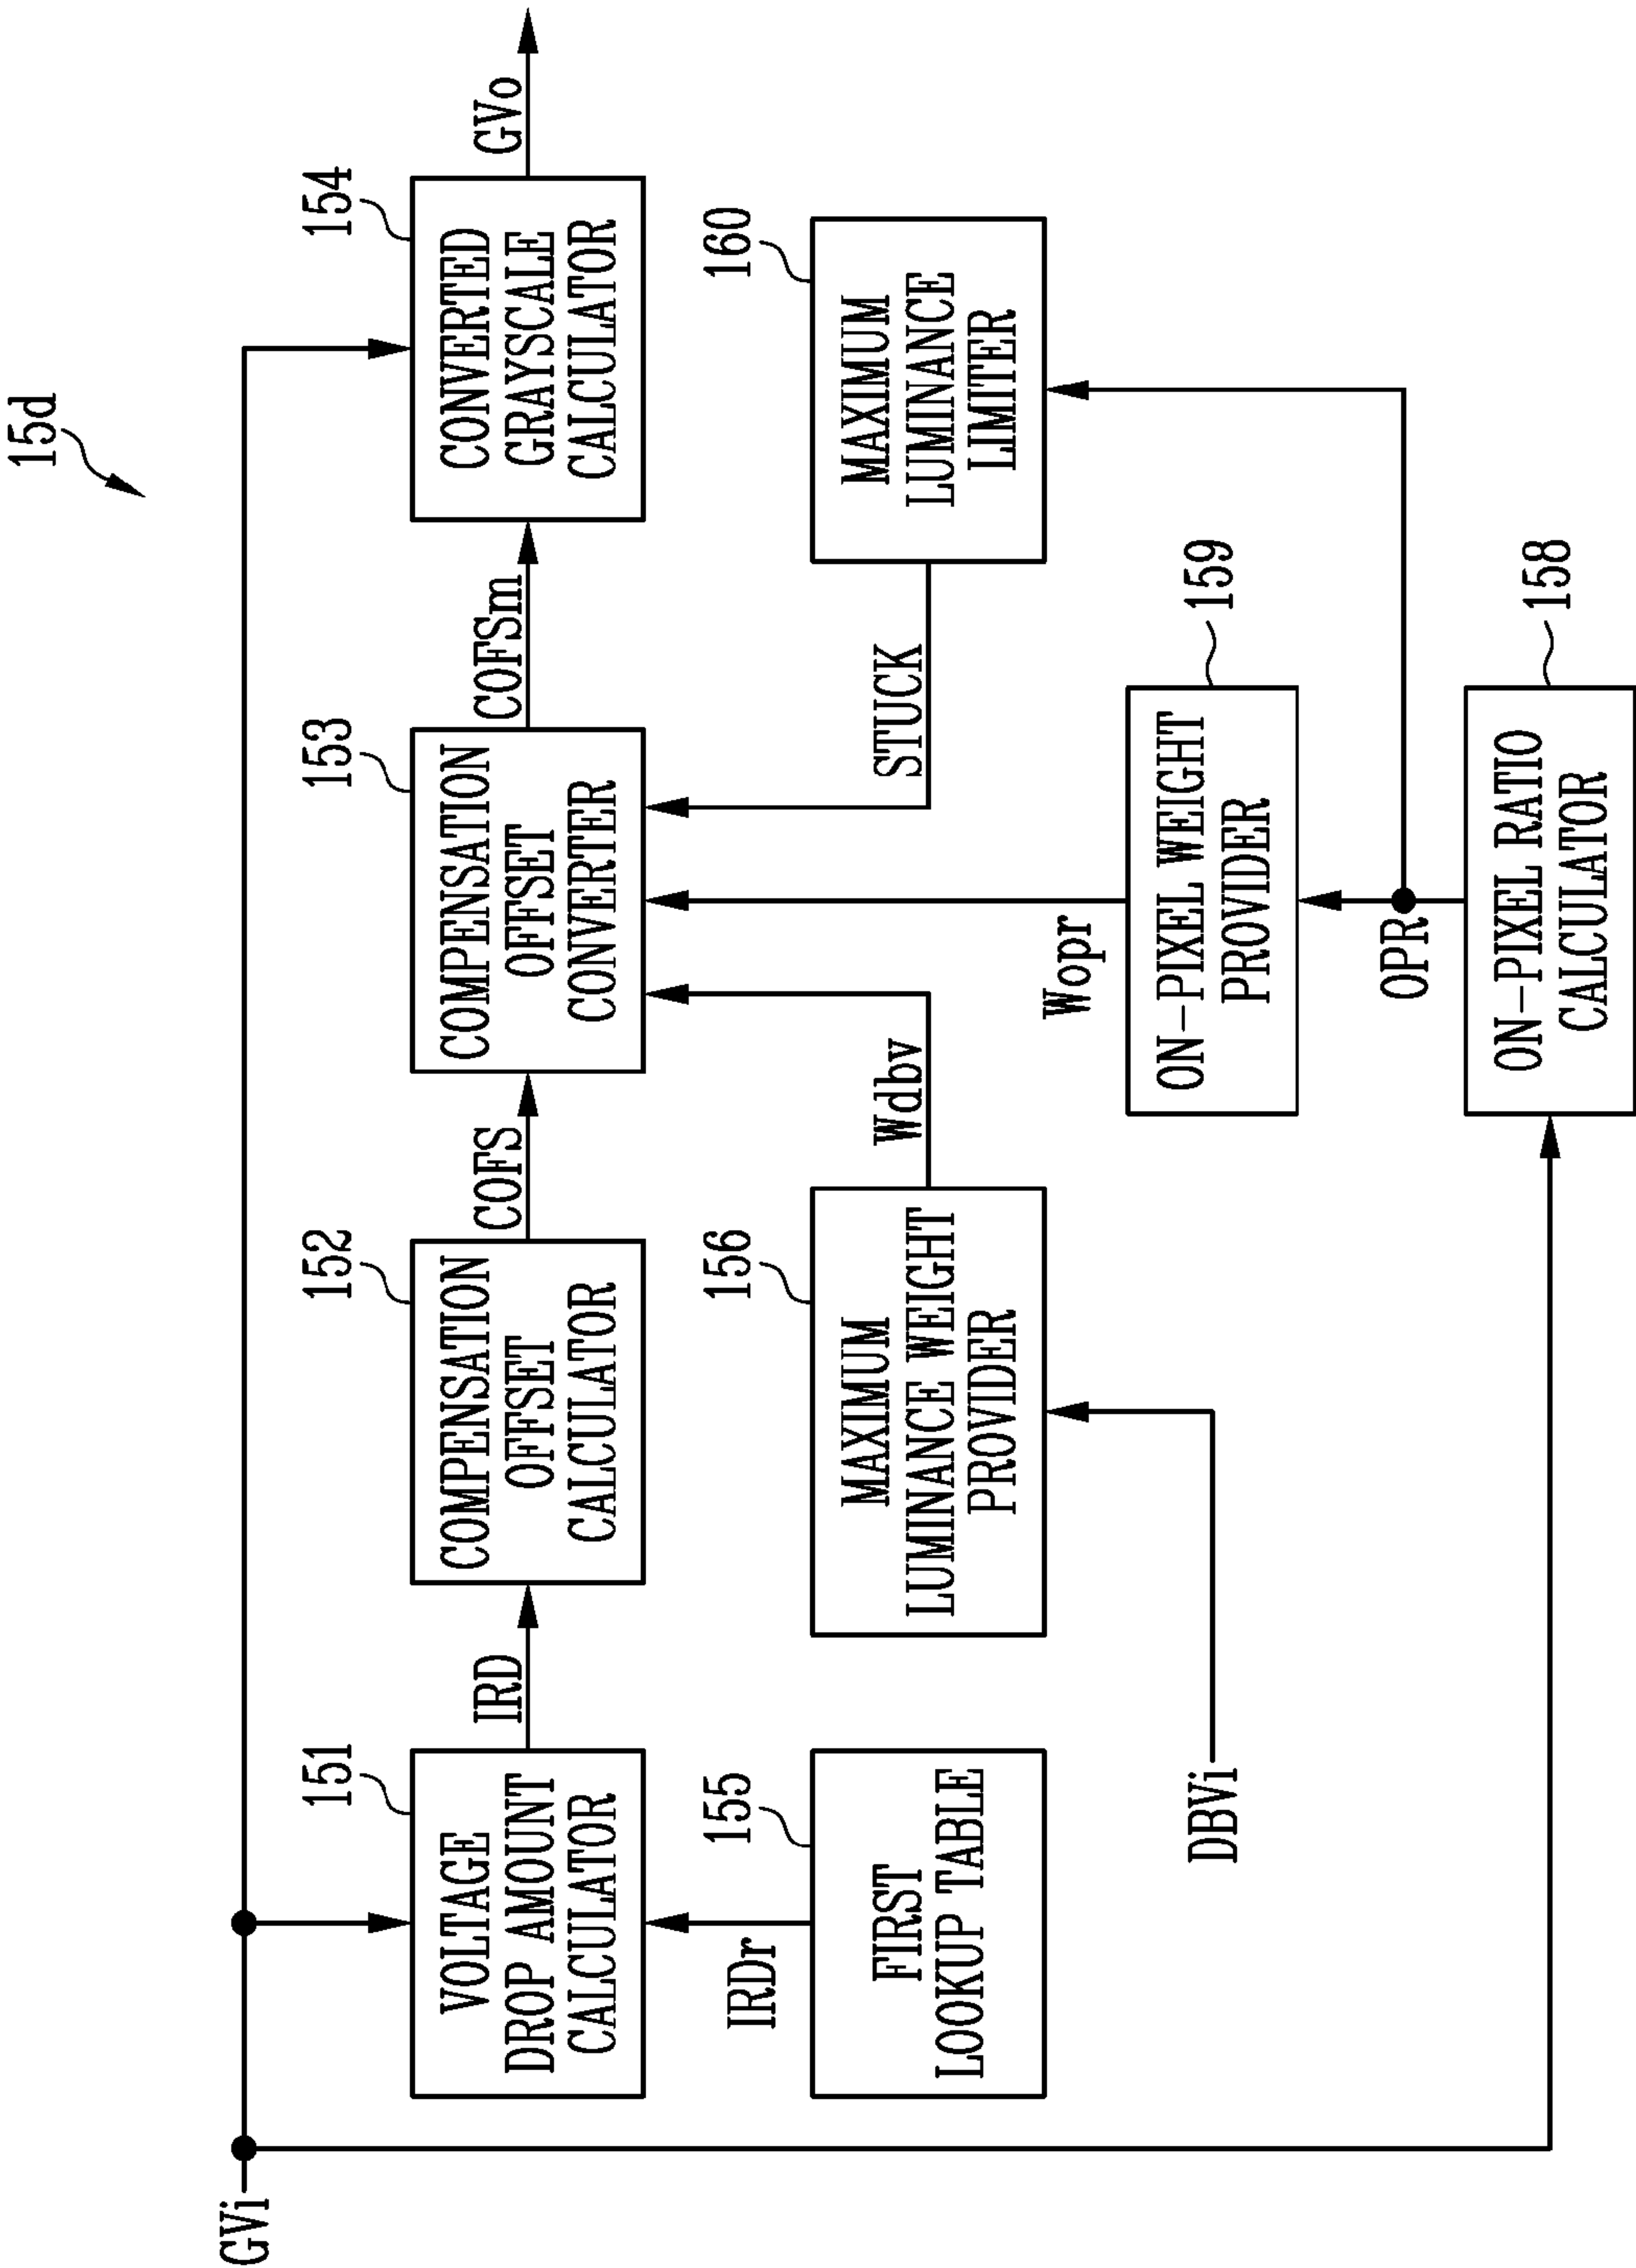 15d
GVi
151
VOLTAGE
DROP AMOUNT
CALCULATOR
IRD
152
COMPENSATION
OFFSET
CALCULATOR
COFS
153
COMPENSATION
OFFSET
CONVERTER
COFSm
154
CONVERTED
GRAYSCALE
CALCULATOR
GVo
IRDr
155
FIRST
LOOKUP TABLE
156
MAXIMUM
LUMINANCE WEIGHT
PROVIDER
Wdbv
STUCK
160
MAXIMUM
LUMINANCE
LIMITER
DBVi
Wopr
ON-PIXEL WEIGHT
PROVIDER
159
OPR
ON-PIXEL RATIO
CALCULATOR
158